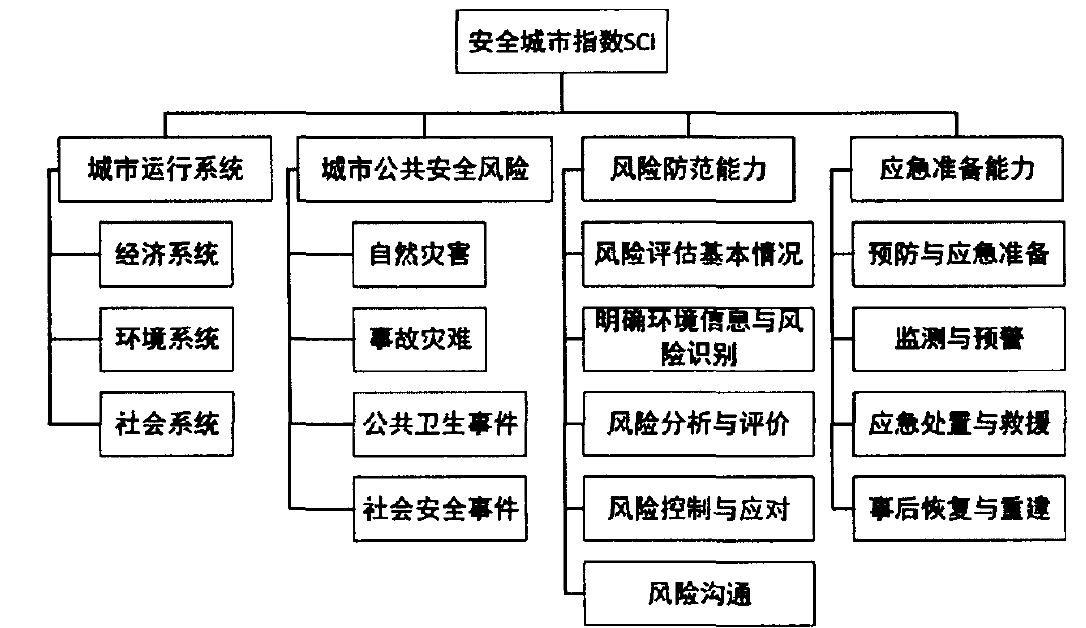 安全城市指数SCI
城市运行系统
城市公共安全风险
风险防范能力
应急准备能力
经济系统
自然灾害
风险评估基本情况
预防与应急准备
环境系统
事故灾难
明确环境信息与风
险识别
监测与预警
社会系统
公共卫生事件
风险分析与评价
应急处置与救援
社会安全事件
风险控制与应对
事后恢复与重建
风险沟通